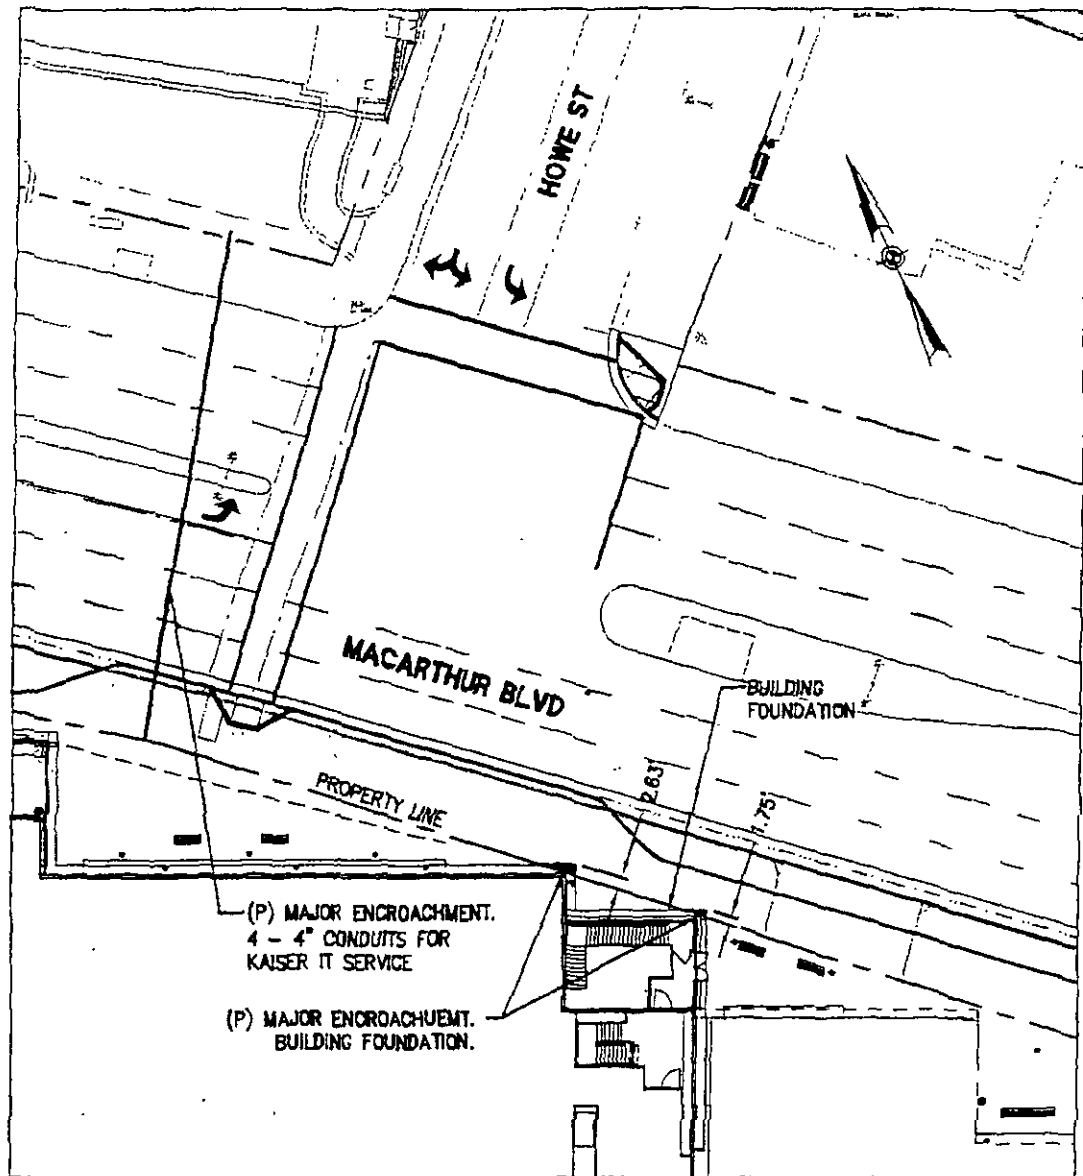 HOWE ST
MACARTHUR BLVD
BUILDING
FOUNDATION
2.63'
1.75'
PROPERTY LINE
(P) MAJOR ENCROACHMENT.
4 - 4" CONDUITS FOR
KAISER IT SERVICE
(P) MAJOR ENCROACHUEMT.
BUILDING FOUNDATION.